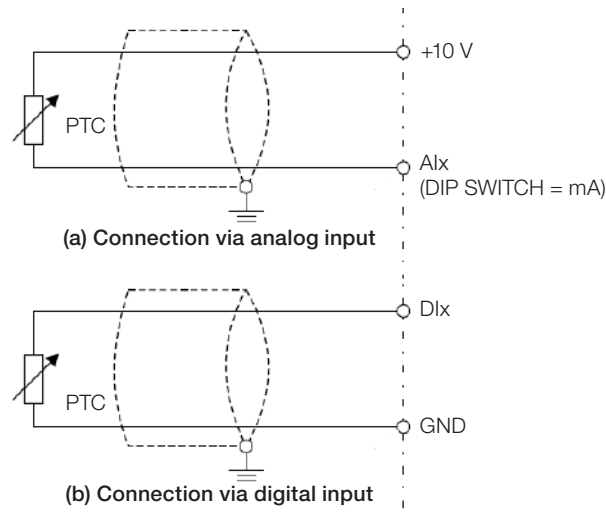 +10 V
PTC
AIx
(DIP SWITCH = mA)
(a) Connection via analog input
DIx
PTC
GND
(b) Connection via digital input